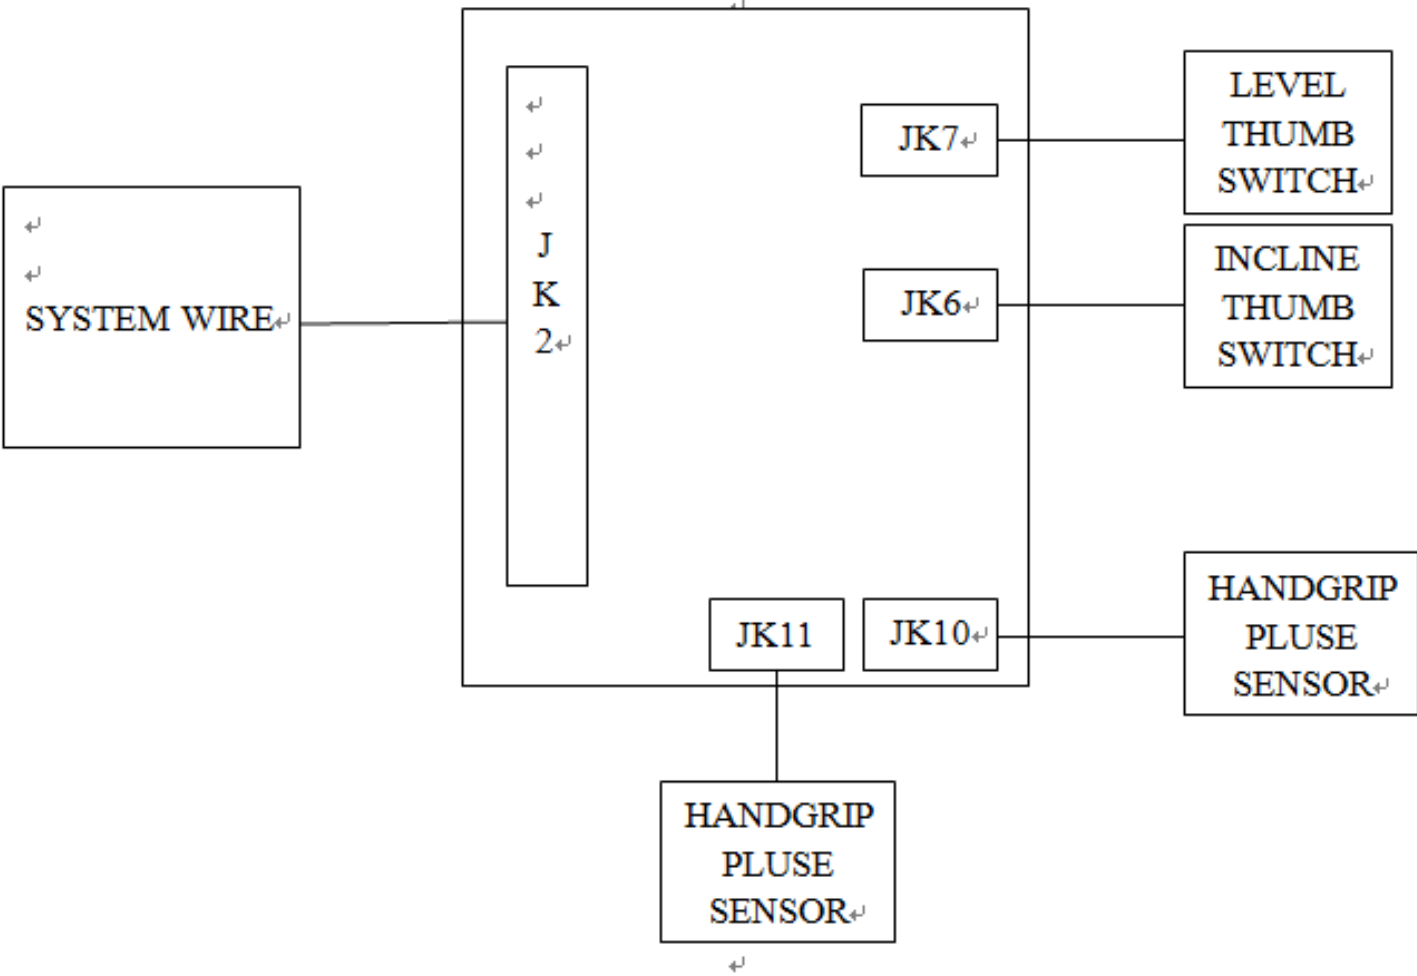 LEVEL
THUMB
SWITCH
JK7
INCLINE
THUMB
SWITCH
JK6
SYSTEM WIRE
J
K
2
HANDGRIP
PLUSE
SENSOR
JK11
JK10
HANDGRIP
PLUSE
SENSOR